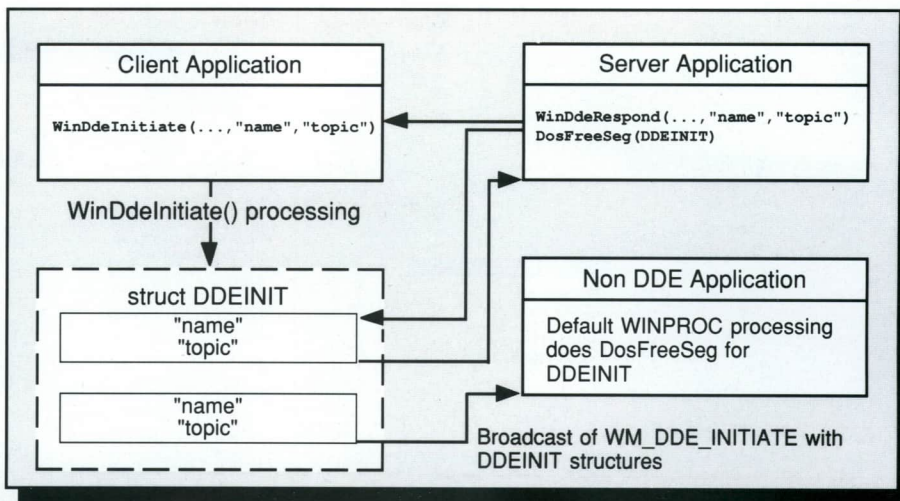 Client Application
WinDdeInitiate(...,"name","topic")
WinDdeInitiate() processing
struct DDEINIT
"name"
"topic"
"name"
"topic"
Server Application
WinDdeRespond(...,"name","topic")
DosFreeSeg(DDEINIT)
Non DDE Application
Default WINPROC processing
does DosFreeSeg for
DDEINIT
Broadcast of WM_DDE_INITIATE with
DDEINIT structures